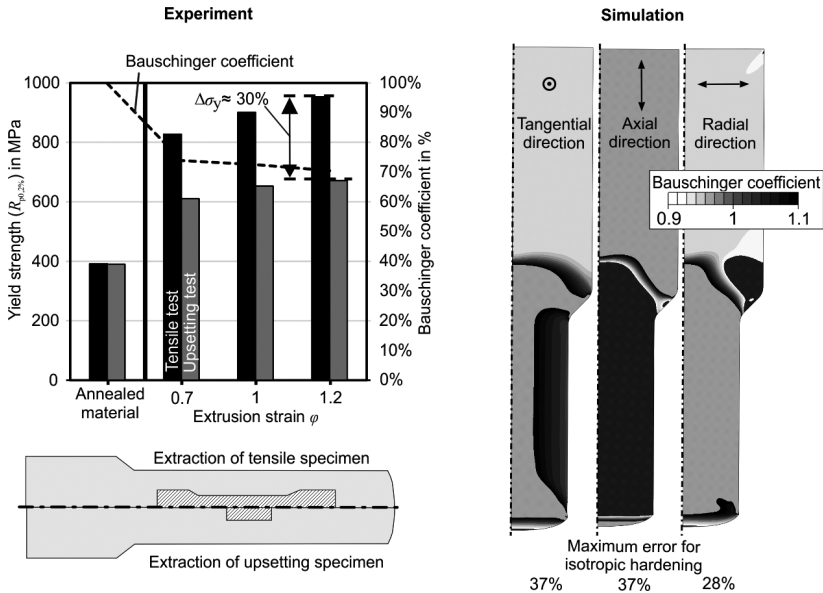 Experiment
Bauschinger coefficient
Δσy ≈ 30%
Yield strength (Rp0,2%) in MPa
1000
800
600
400
200
0
Bauschinger coefficient in %
100%
90%
80%
70%
60%
50%
40%
30%
20%
10%
0%
Tensile test
Upsetting test
Annealed
material
0.7
1
1.2
Extrusion strain φ
Extraction of tensile specimen
Extraction of upsetting specimen
Simulation
Tangential
direction
Axial
direction
Radial
direction
Bauschinger coefficient
0.9 1 1.1
Maximum error for
isotropic hardening
37% 37% 28%